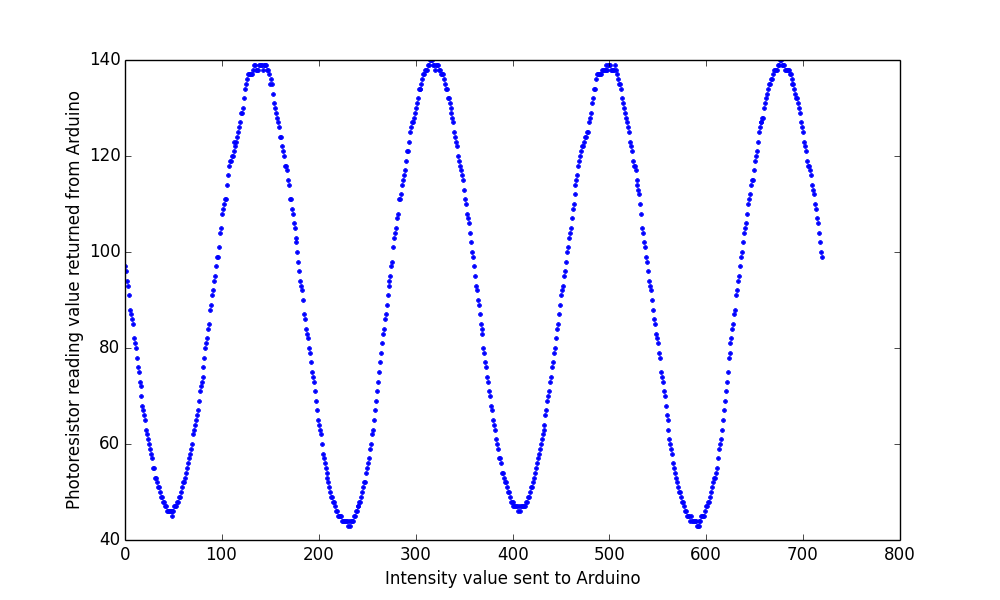 140
120
100
80
60
40
Photoresistor reading value returned from Arduino
0 100 200 300 400 500 600 700 800
Intensity value sent to Arduino